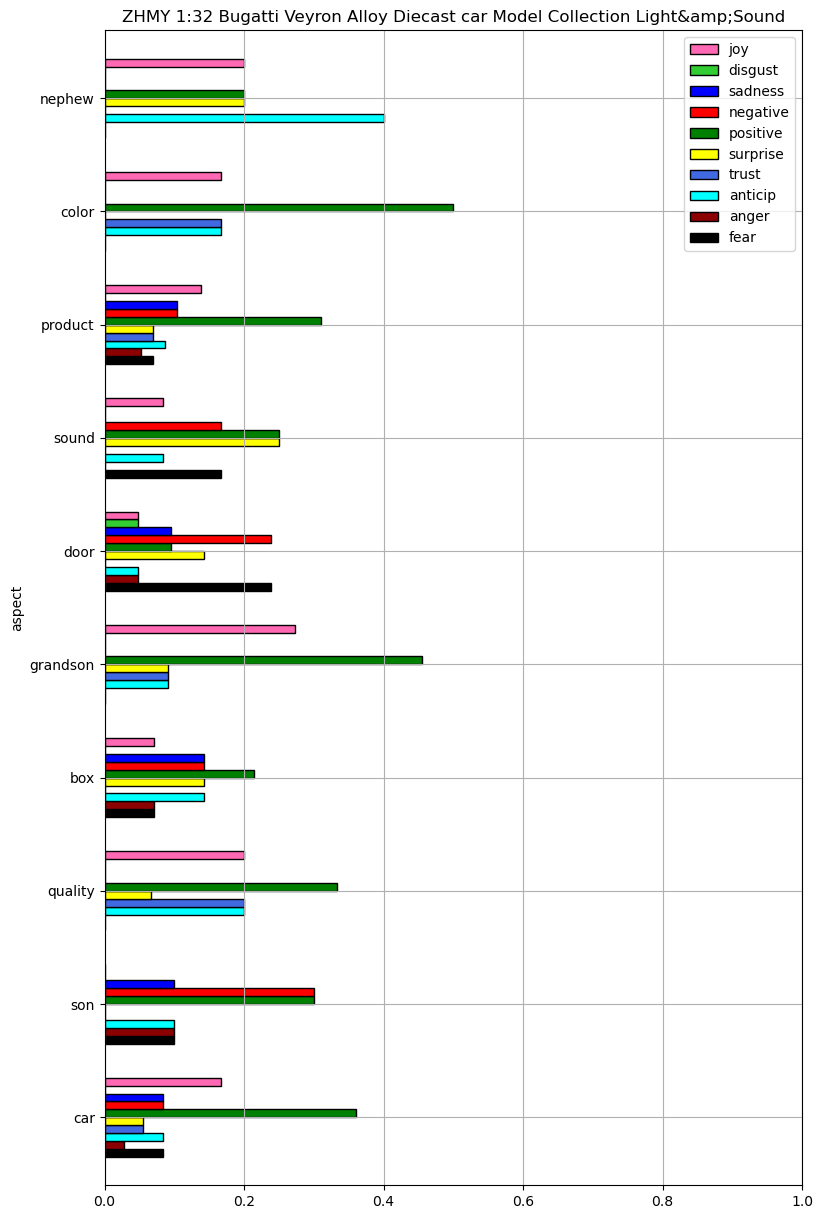 ZHMY 1:32 Bugatti Veyron Alloy Diecast car Model Collection Light&amp;Sound
joy
disgust
sadness
negative
positive
surprise
trust
anticip
anger
fear
nephew
color
product
sound
door
grandson
box
quality
son
car
aspect
0.0 0.2 0.4 0.6 0.8 1.0